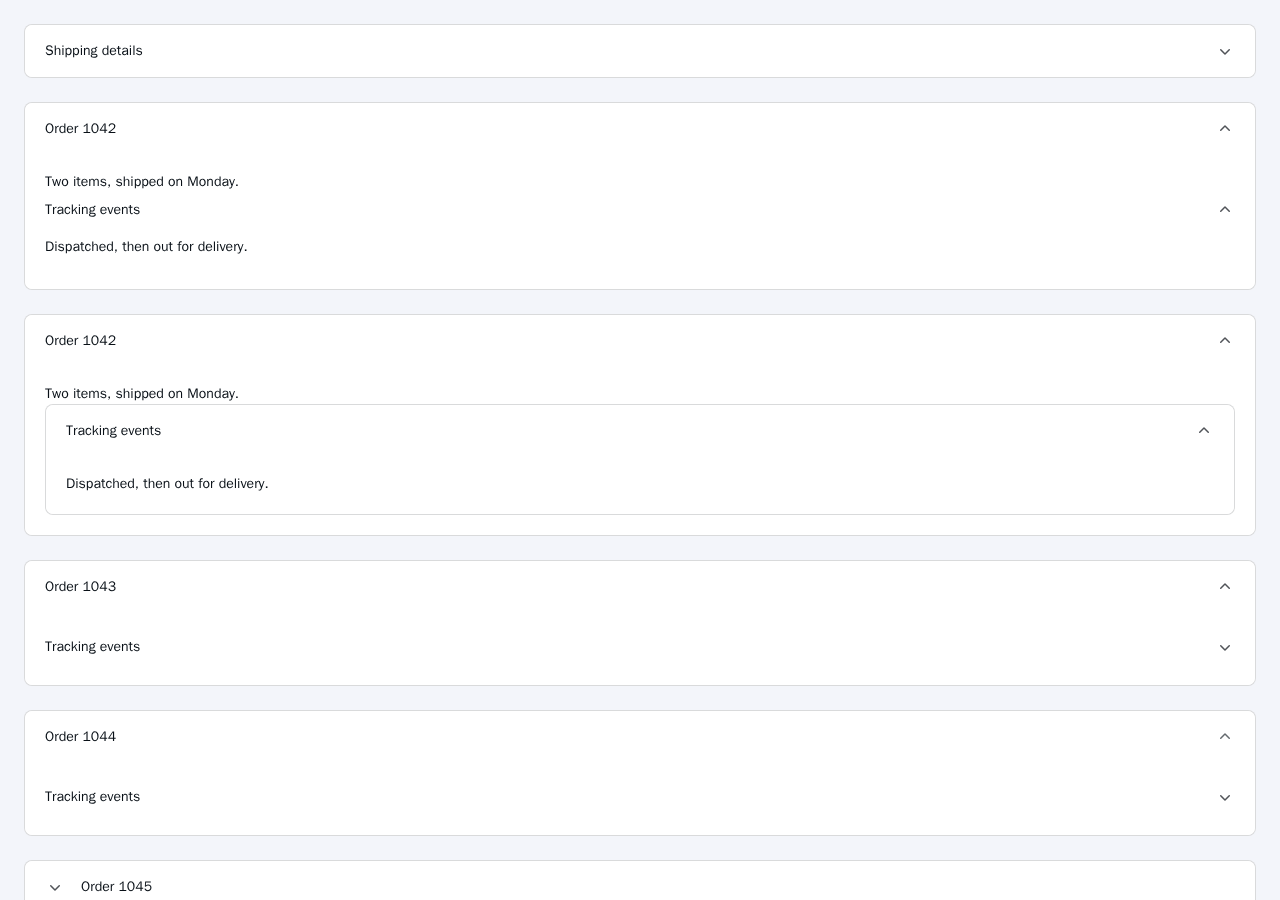 Shipping details
Order 1042
Two items, shipped on Monday.
Tracking events
Dispatched, then out for delivery.
Order 1042
Two items, shipped on Monday.
Tracking events
Dispatched, then out for delivery.
Order 1043
Tracking events
Order 1044
Tracking events
Order 1045